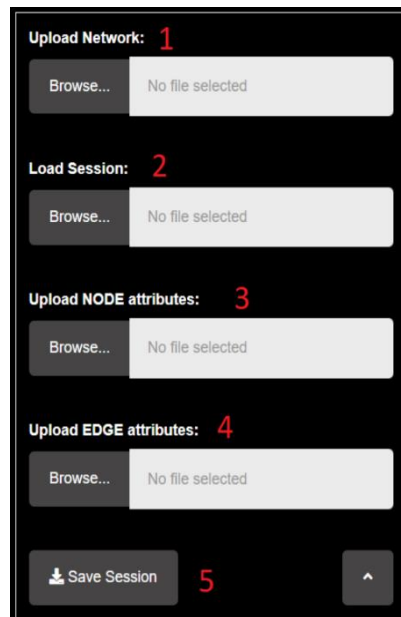 Upload Network: 1
Browse... No file selected
Load Session: 2
Browse... No file selected
Upload NODE attributes: 3
Browse... No file selected
Upload EDGE attributes: 4
Browse... No file selected
Save Session 5